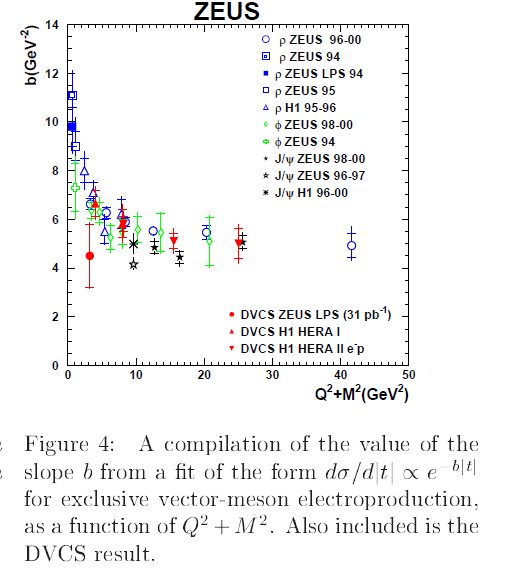 ZEUS
b(GeV⁻²)
14
12
10
8
6
4
2
0
ρ ZEUS 96-00
ρ ZEUS 94
ρ ZEUS LPS 94
ρ ZEUS 95
ρ H1 95-96
ϕ ZEUS 98-00
ϕ ZEUS 94
J/ψ ZEUS 98-00
J/ψ ZEUS 96-97
J/ψ H1 96-00
DVCS ZEUS LPS (31 pb⁻¹)
DVCS H1 HERA I
DVCS H1 HERA II e⁻p
0 10 20 30 40 50
Q²+M²(GeV²)
Figure 4: A compilation of the value of the
slope b from a fit of the form dσ/d|t| ∝ e⁻ᵇ|ᵗ|
for exclusive vector-meson electroproduction,
as a function of Q² + M². Also included is the
DVCS result.